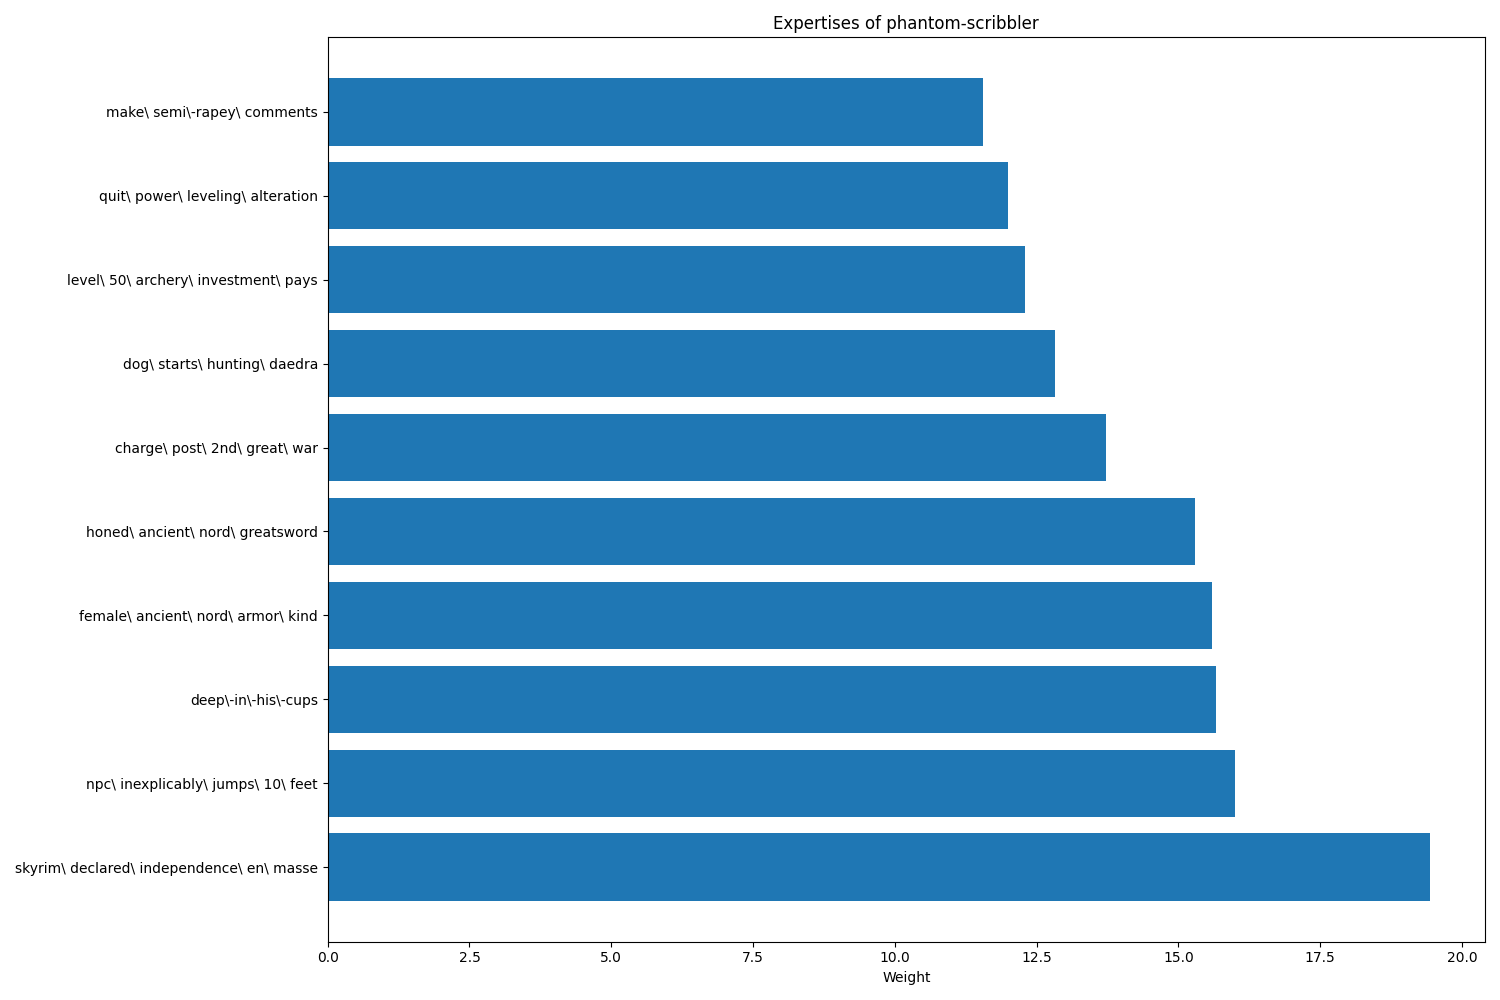 Expertises of phantom-scribbler
make\ semi\-rapey\ comments
quit\ power\ leveling\ alteration
level\ 50\ archery\ investment\ pays
dog\ starts\ hunting\ daedra
charge\ post\ 2nd\ great\ war
honed\ ancient\ nord\ greatsword
female\ ancient\ nord\ armor\ kind
deep\-in\-his\-cups
npc\ inexplicably\ jumps\ 10\ feet
skyrim\ declared\ independence\ en\ masse
0.0 2.5 5.0 7.5 10.0 12.5 15.0 17.5 20.0
Weight